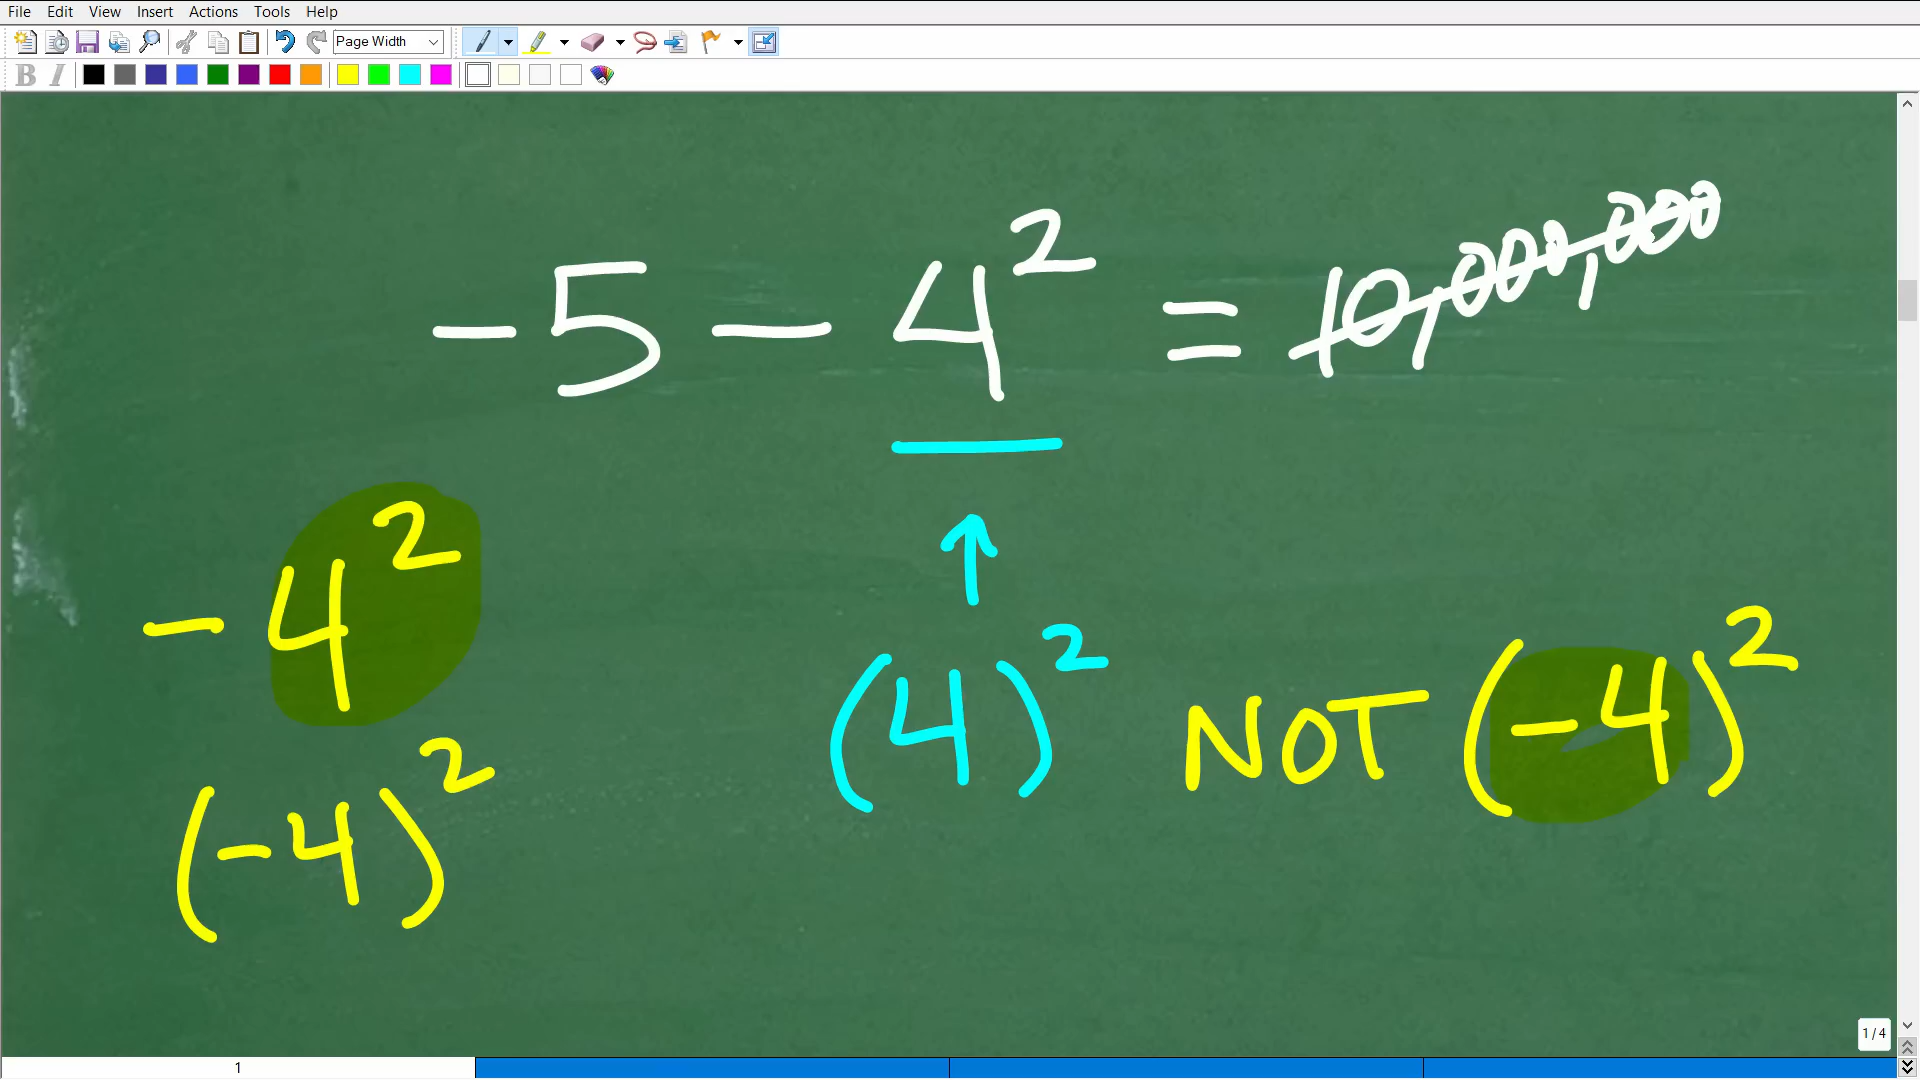 File Edit View Insert Actions Tools Help
Page Width
B I
-5 - 4² = 10,000,000
-4²
(4)² NOT (-4)²
(-4)²
1 / 4
1